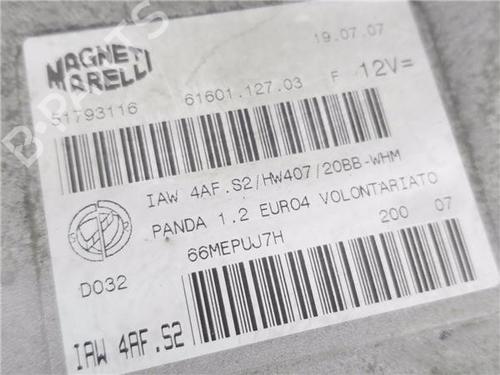 MAGNETI
MARELLI
19.07.07
51793116
61601.127.03
F
12V=
IAW 4AF.S2/HW407/20BB-WHM
PANDA 1.2 EURO4 VOLONTARIATO
66MEPUJ7H
200 07
D032
IAW 4AF.S2
B-PARTS